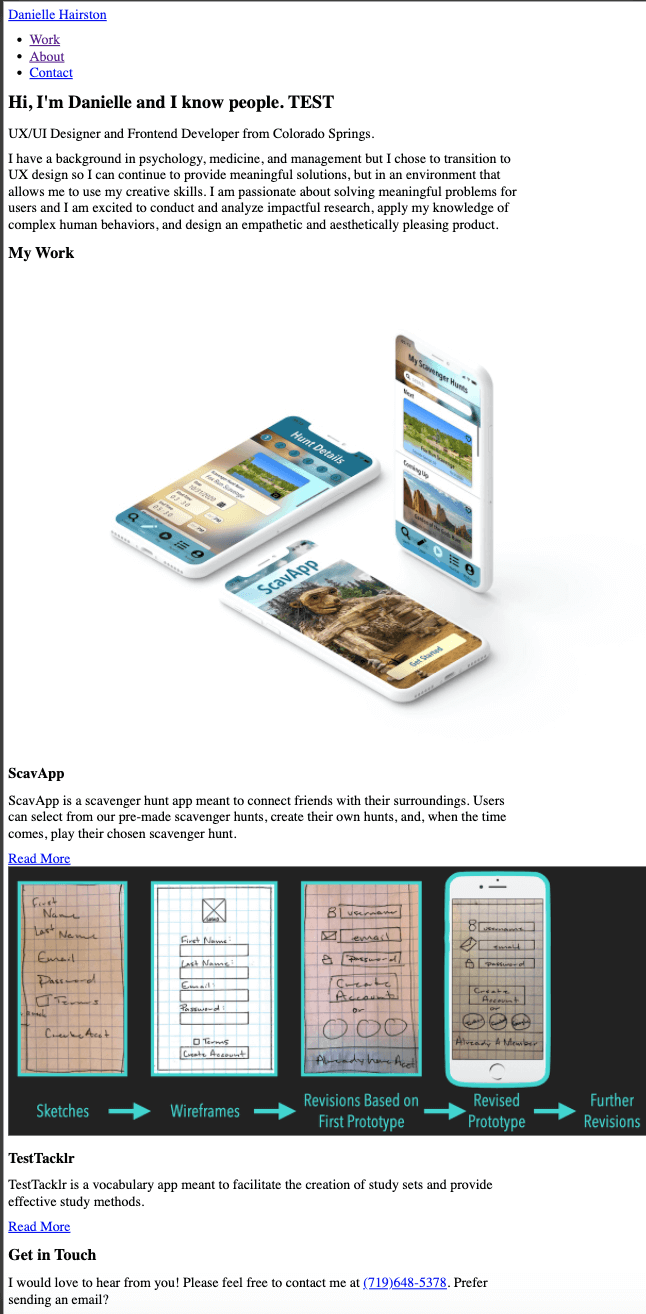 Danielle Hairston
Work
About
Contact
Hi, I'm Danielle and I know people. TEST
UX/UI Designer and Frontend Developer from Colorado Springs.
I have a background in psychology, medicine, and management but I chose to transition to
UX design so I can continue to provide meaningful solutions, but in an environment that
allows me to use my creative skills. I am passionate about solving meaningful problems for
users and I am excited to conduct and analyze impactful research, apply my knowledge of
complex human behaviors, and design an empathetic and aesthetically pleasing product.
My Work
My Scavenger Hunts
Next
Coming Up
Hunt Details
Fox Run Scavenge
10/31/2020
ScavApp
Get Started
ScavApp
ScavApp is a scavenger hunt app meant to connect friends with their surroundings. Users
can select from our pre-made scavenger hunts, create their own hunts, and, when the time
comes, play their chosen scavenger hunt.
Read More
First
Name
Last Name
Email
Password
Terms
Create Acct
First Name:
Last Name:
Email:
Password:
Terms
Create Account
username
email
Password
Create
Account
or
Already have Acct
username
email
Password
Create
Account
or
Already A Member
Sketches
Wireframes
Revisions Based on
First Prototype
Revised
Prototype
Further
Revisions
TestTacklr
TestTacklr is a vocabulary app meant to facilitate the creation of study sets and provide
effective study methods.
Read More
Get in Touch
I would love to hear from you! Please feel free to contact me at (719)648-5378. Prefer
sending an email?